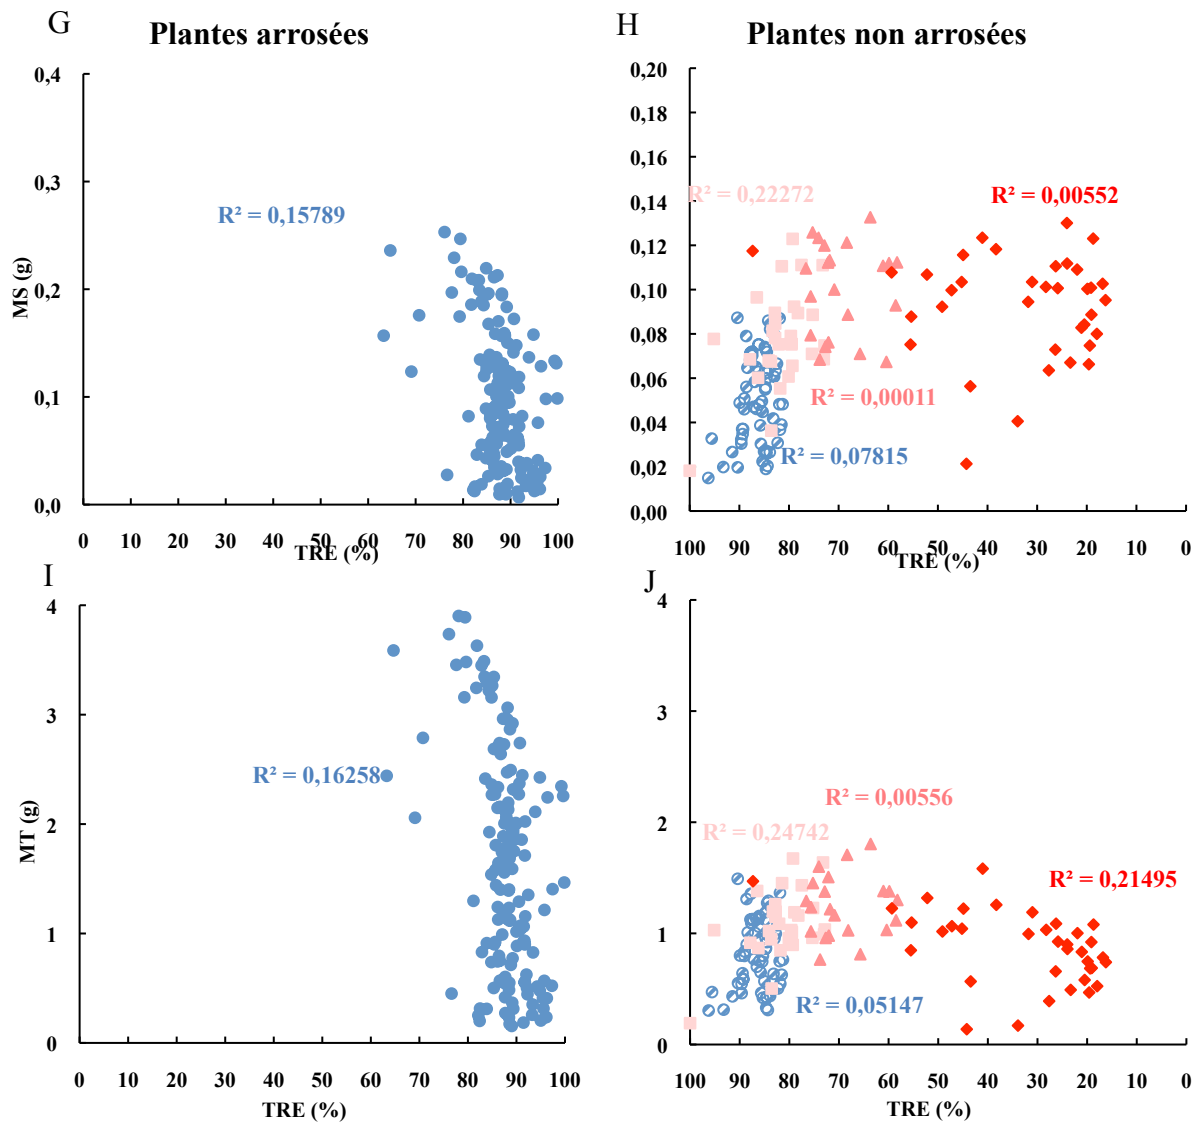 G
Plantes arrosées
H
Plantes non arrosées
0,4
0,3
0,2
0,1
0,0
MS (g)
R² = 0,15789
0 10 20 30 40 50 60 70 80 90 100
TRE (%)
0,20
0,18
0,16
0,14
0,12
0,10
0,08
0,06
0,04
0,02
0,00
R² = 0,22272
R² = 0,00552
R² = 0,00011
R² = 0,07815
100 90 80 70 60 50 40 30 20 10 0
TRE (%)
I
4
3
2
1
0
MT (g)
R² = 0,16258
0 10 20 30 40 50 60 70 80 90 100
TRE (%)
J
4
3
2
1
0
R² = 0,00556
R² = 0,24742
R² = 0,21495
R² = 0,05147
100 90 80 70 60 50 40 30 20 10 0
TRE (%)